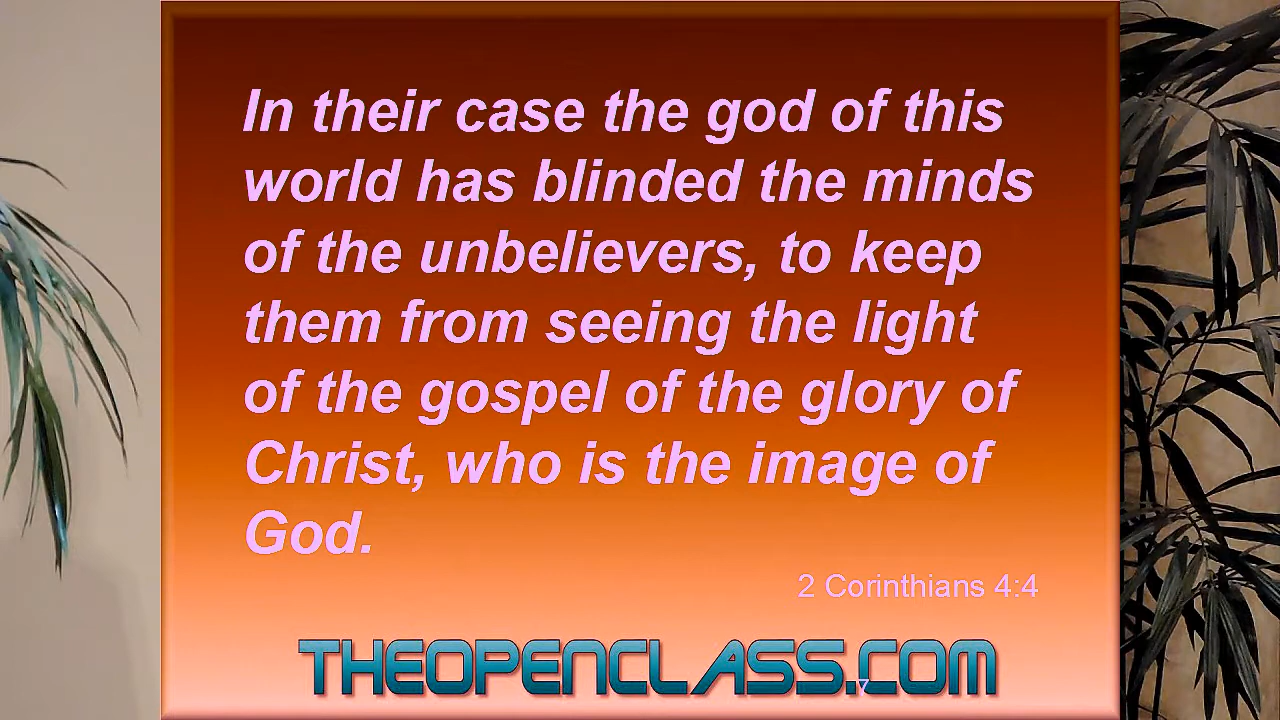 In their case the god of this
world has blinded the minds
of the unbelievers, to keep
them from seeing the light
of the gospel of the glory of
Christ, who is the image of
God.
2 Corinthians 4:4
THEOPENCLASS.COM
7